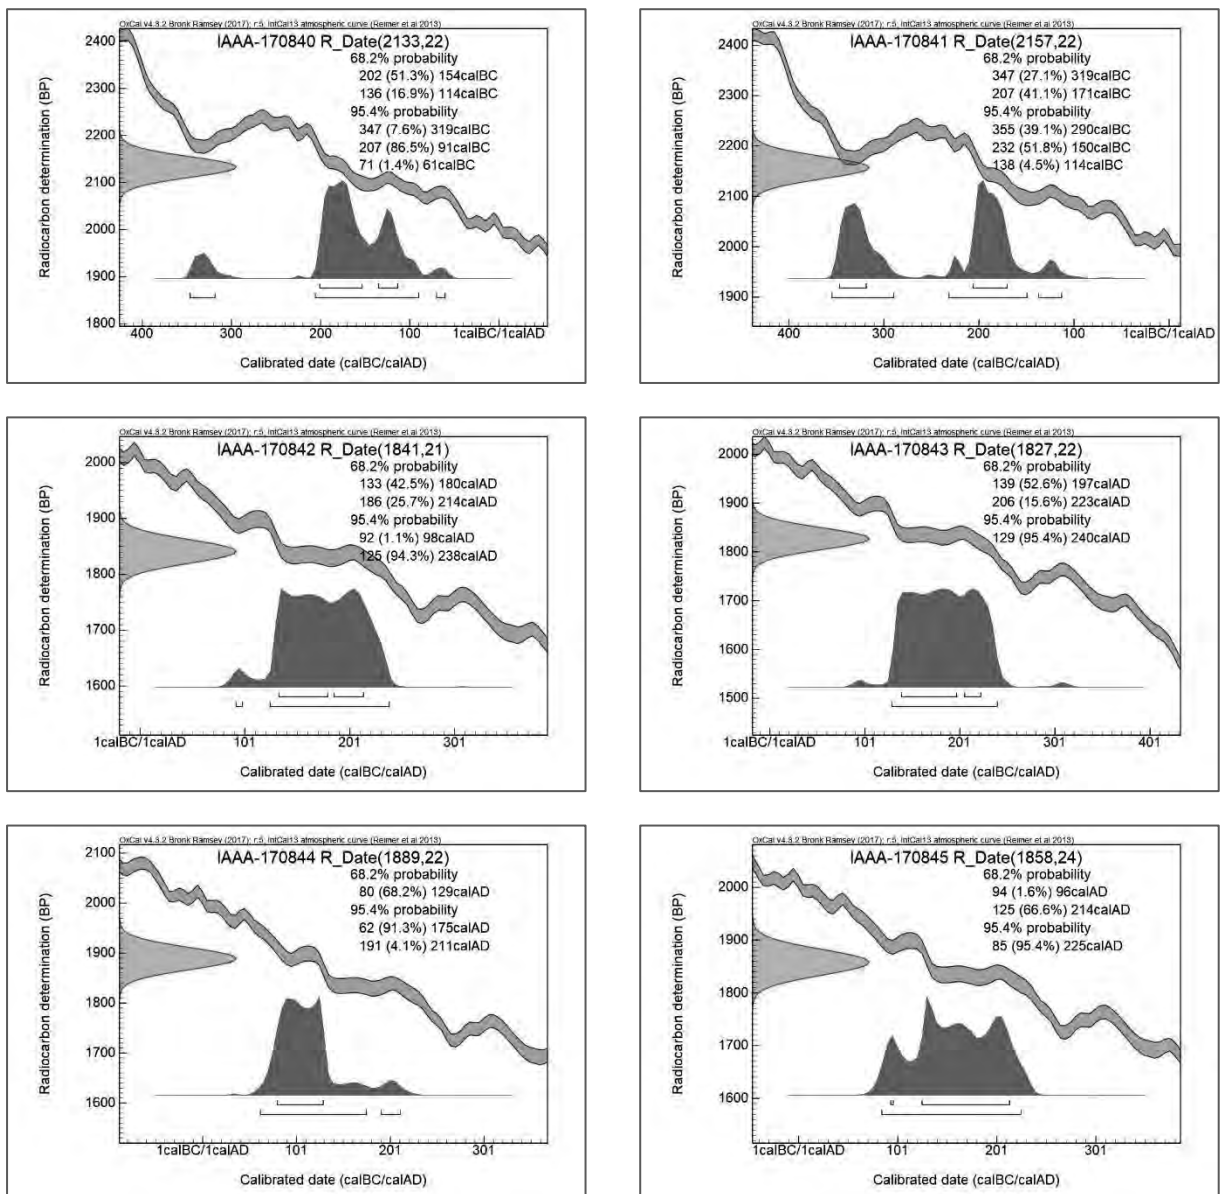 OxCal v4.3.2 Bronk Ramsey (2017); r:5; IntCal13 atmospheric curve (Reimer et al 2013)
IAAA-170840 R_Date(2133,22)
68.2% probability
202 (51.3%) 154calBC
136 (16.9%) 114calBC
95.4% probability
347 (7.6%) 319calBC
207 (86.5%) 91calBC
71 (1.4%) 61calBC
Radiocarbon determination (BP)
2400
2300
2200
2100
2000
1900
1800
400 300 200 100 1calBC/1calAD
Calibrated date (calBC/calAD)
OxCal v4.3.2 Bronk Ramsey (2017); r:5; IntCal13 atmospheric curve (Reimer et al 2013)
IAAA-170841 R_Date(2157,22)
68.2% probability
347 (27.1%) 319calBC
207 (41.1%) 171calBC
95.4% probability
355 (39.1%) 290calBC
232 (51.8%) 150calBC
138 (4.5%) 114calBC
Radiocarbon determination (BP)
2400
2300
2200
2100
2000
1900
400 300 200 100 1calBC/1calAD
Calibrated date (calBC/calAD)
OxCal v4.3.2 Bronk Ramsey (2017); r:5; IntCal13 atmospheric curve (Reimer et al 2013)
IAAA-170842 R_Date(1841,21)
68.2% probability
133 (42.5%) 180calAD
186 (25.7%) 214calAD
95.4% probability
92 (1.1%) 98calAD
125 (94.3%) 238calAD
Radiocarbon determination (BP)
2000
1900
1800
1700
1600
1calBC/1calAD 101 201 301
Calibrated date (calBC/calAD)
OxCal v4.3.2 Bronk Ramsey (2017); r:5; IntCal13 atmospheric curve (Reimer et al 2013)
IAAA-170843 R_Date(1827,22)
68.2% probability
139 (52.6%) 197calAD
206 (15.6%) 223calAD
95.4% probability
129 (95.4%) 240calAD
Radiocarbon determination (BP)
2000
1900
1800
1700
1600
1500
1calBC/1calAD 101 201 301 401
Calibrated date (calBC/calAD)
OxCal v4.3.2 Bronk Ramsey (2017); r:5; IntCal13 atmospheric curve (Reimer et al 2013)
IAAA-170844 R_Date(1889,22)
68.2% probability
80 (68.2%) 129calAD
95.4% probability
62 (91.3%) 175calAD
191 (4.1%) 211calAD
Radiocarbon determination (BP)
2100
2000
1900
1800
1700
1600
1calBC/1calAD 101 201 301
Calibrated date (calBC/calAD)
OxCal v4.3.2 Bronk Ramsey (2017); r:5; IntCal13 atmospheric curve (Reimer et al 2013)
IAAA-170845 R_Date(1858,24)
68.2% probability
94 (1.6%) 96calAD
125 (66.6%) 214calAD
95.4% probability
85 (95.4%) 225calAD
Radiocarbon determination (BP)
2000
1900
1800
1700
1600
1calBC/1calAD 101 201 301
Calibrated date (calBC/calAD)